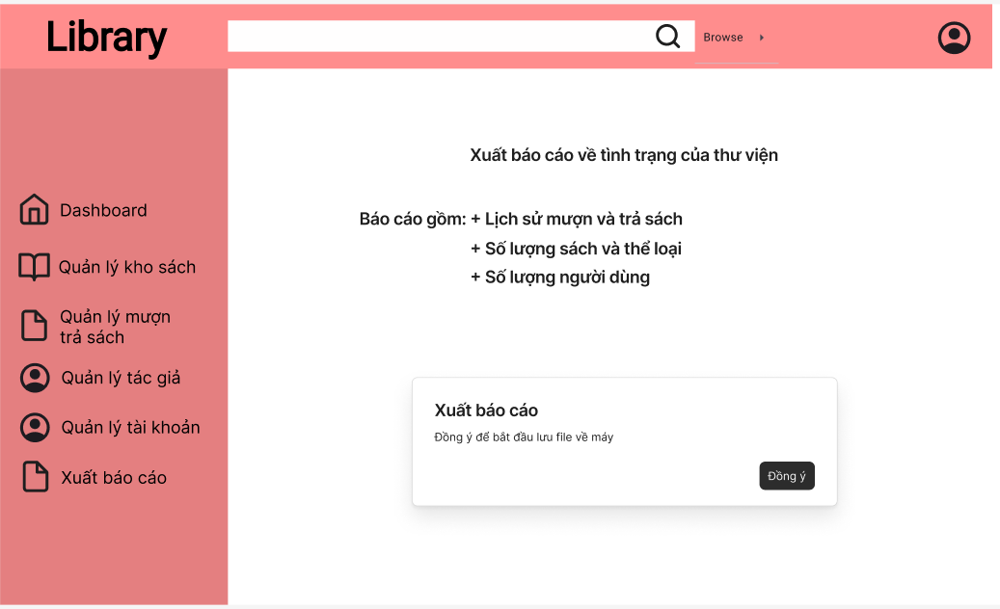 Library
Browse
Xuất báo cáo về tình trạng của thư viện
Báo cáo gồm: + Lịch sử mượn và trả sách
+ Số lượng sách và thể loại
+ Số lượng người dùng
Dashboard
Quản lý kho sách
Quản lý mượn
trả sách
Quản lý tác giả
Quản lý tài khoản
Xuất báo cáo
Xuất báo cáo
Đồng ý để bắt đầu lưu file về máy
Đồng ý